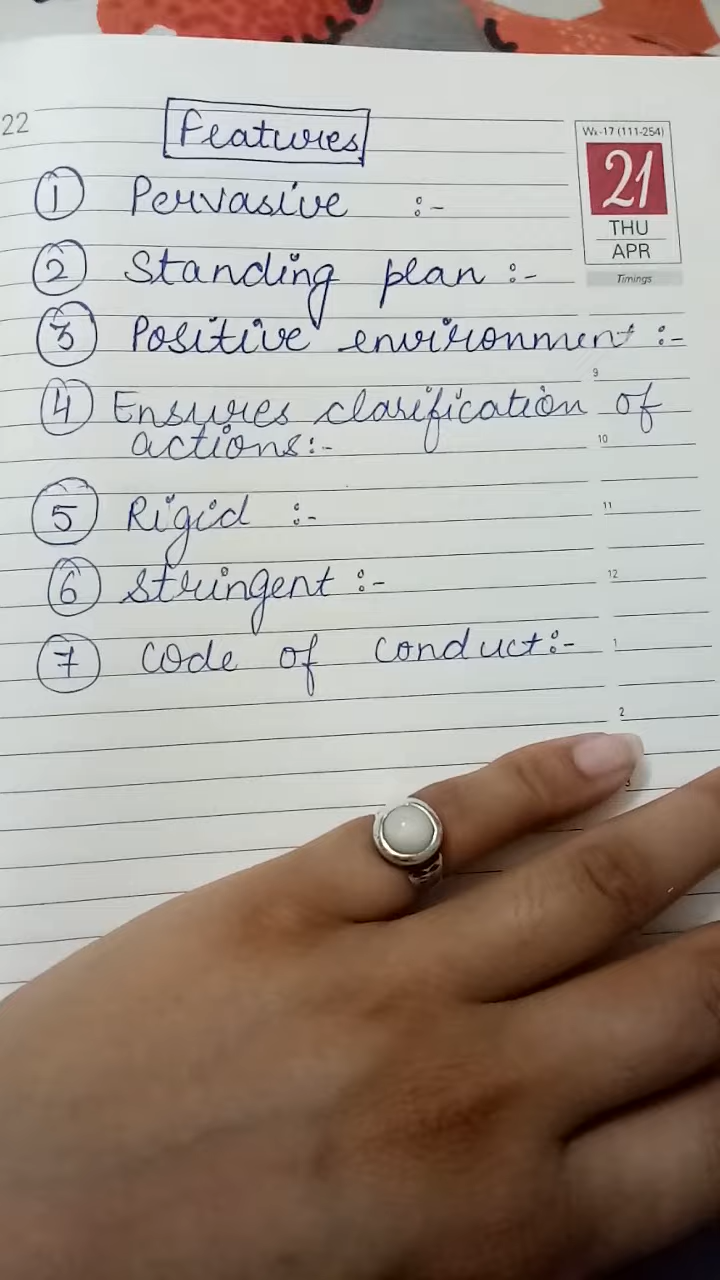 22
Features
Wk-17 (111-254)
21
THU
APR
Timings
① Pervasive :-
② Standing plan :-
③ Positive environment :-
9
④ Ensures clarification of
actions:-
10
⑤ Rigid :-
11
⑥ Stringent :-
12
⑦ Code of conduct:-
1
2
3